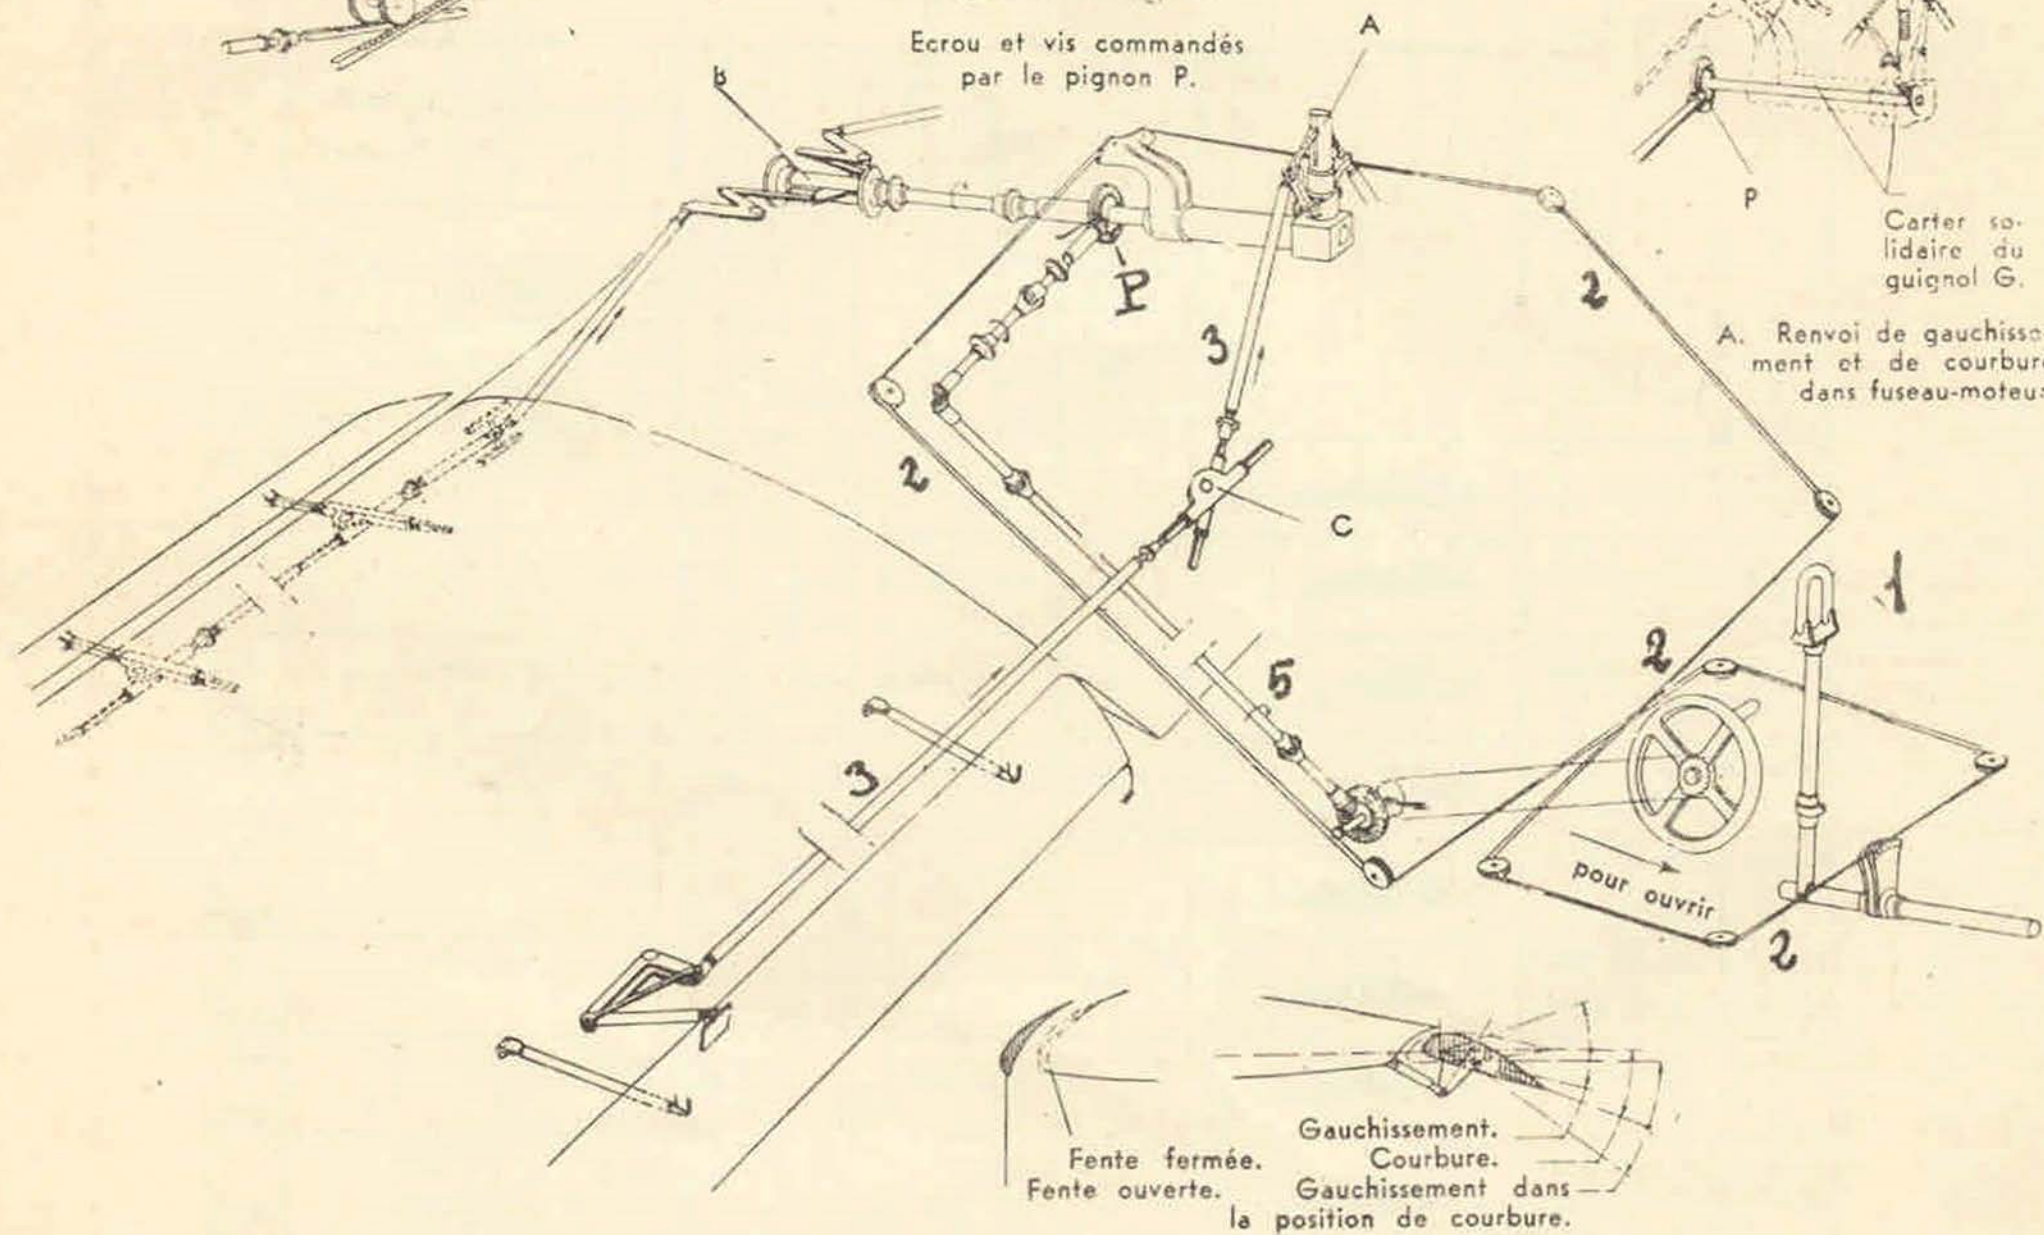 A
Ecrou et vis commandés
par le pignon P.
B
P
Carter so-
lidaire du
guignol G.
P
2
A. Renvoi de gauchisse-
ment et de courbure
dans fuseau-moteur
3
2
C
1
2
5
3
pour ouvrir
2
Gauchissement.
Fente fermée.
Courbure.
Fente ouverte.
Gauchissement dans
la position de courbure.